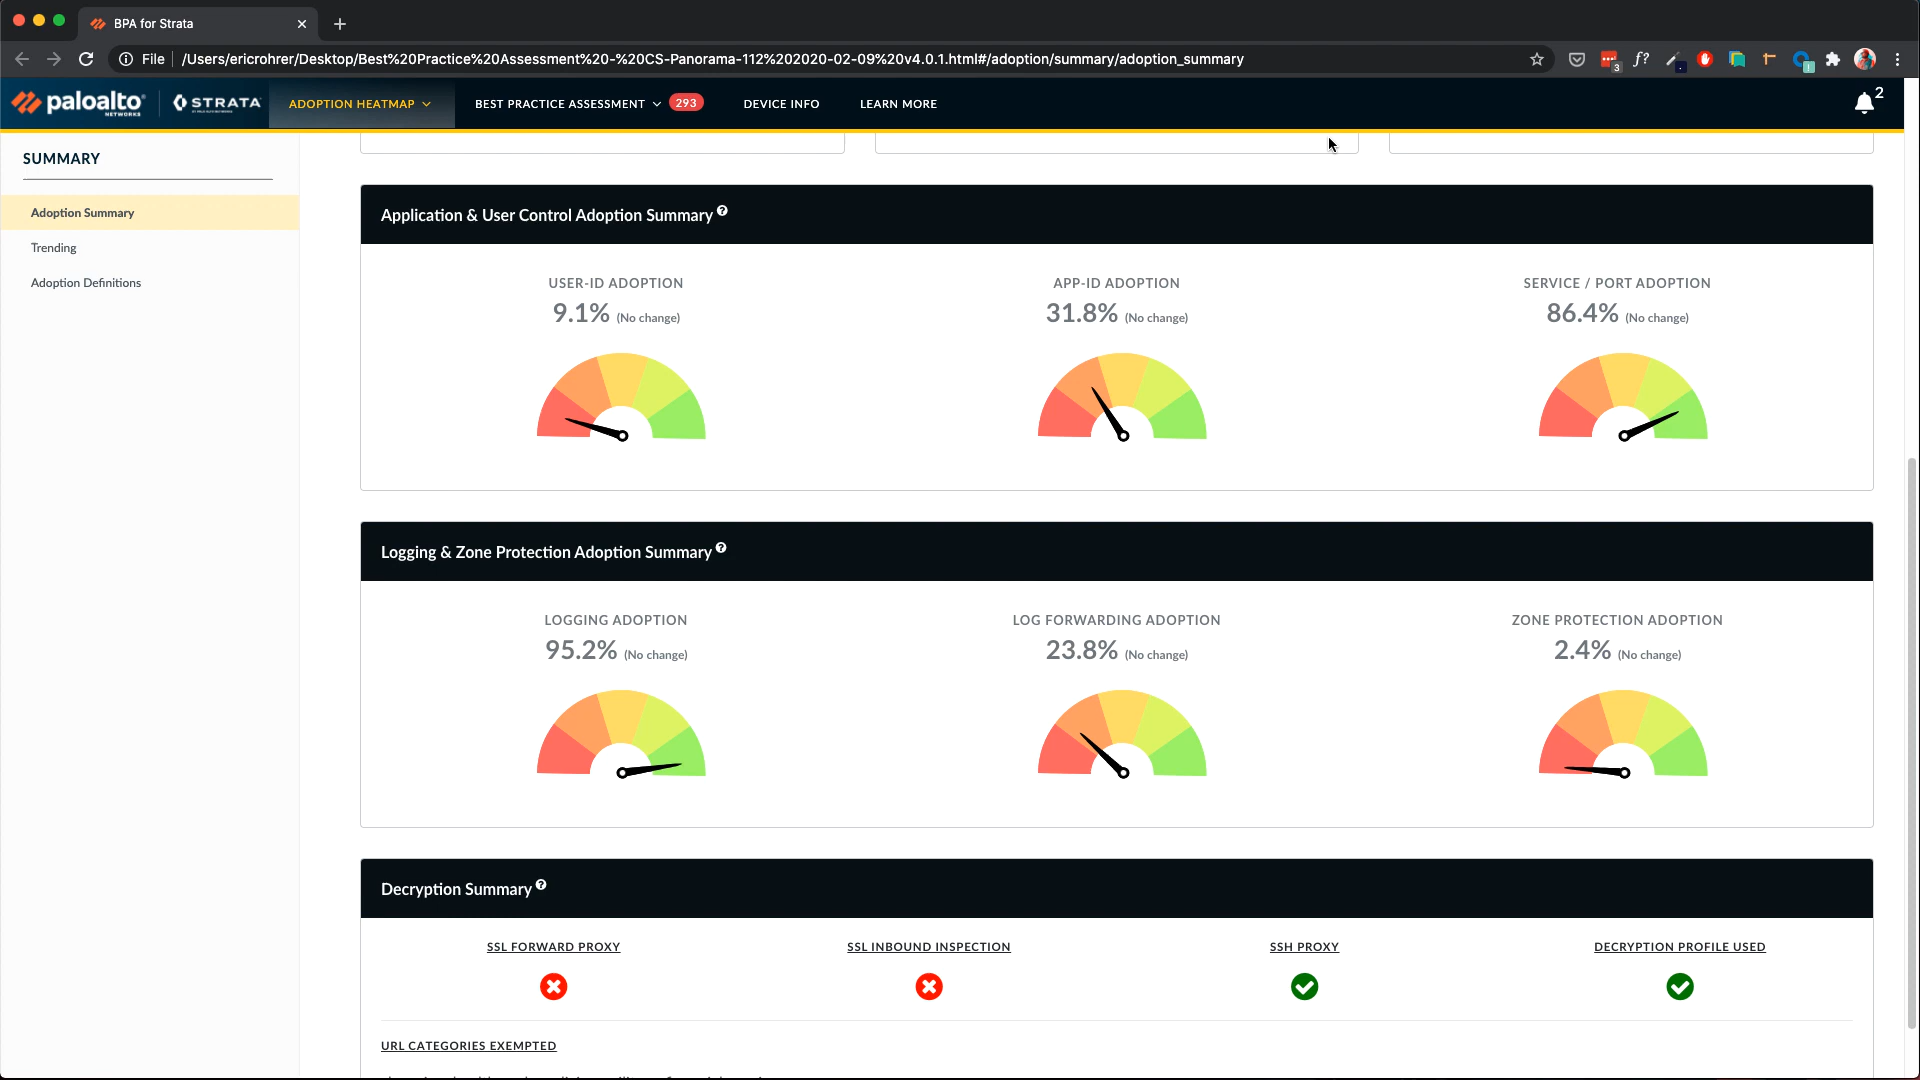 BPA for Strata
File
/Users/ericrohrer/Desktop/Best%20Practice%20Assessment%20-%20CS-Panorama-112%202020-02-09%20v4.0.1.html#/adoption/summary/adoption_summary
3
f?
paloalto
NETWORKS
STRATA
ADOPTION HEATMAP
BEST PRACTICE ASSESSMENT
293
DEVICE INFO
LEARN MORE
2
SUMMARY
Adoption Summary
Trending
Adoption Definitions
Application & User Control Adoption Summary ?
USER-ID ADOPTION
9.1% (No change)
APP-ID ADOPTION
31.8% (No change)
SERVICE / PORT ADOPTION
86.4% (No change)
Logging & Zone Protection Adoption Summary ?
LOGGING ADOPTION
95.2% (No change)
LOG FORWARDING ADOPTION
23.8% (No change)
ZONE PROTECTION ADOPTION
2.4% (No change)
Decryption Summary ?
SSL FORWARD PROXY
SSL INBOUND INSPECTION
SSH PROXY
DECRYPTION PROFILE USED
URL CATEGORIES EXEMPTED